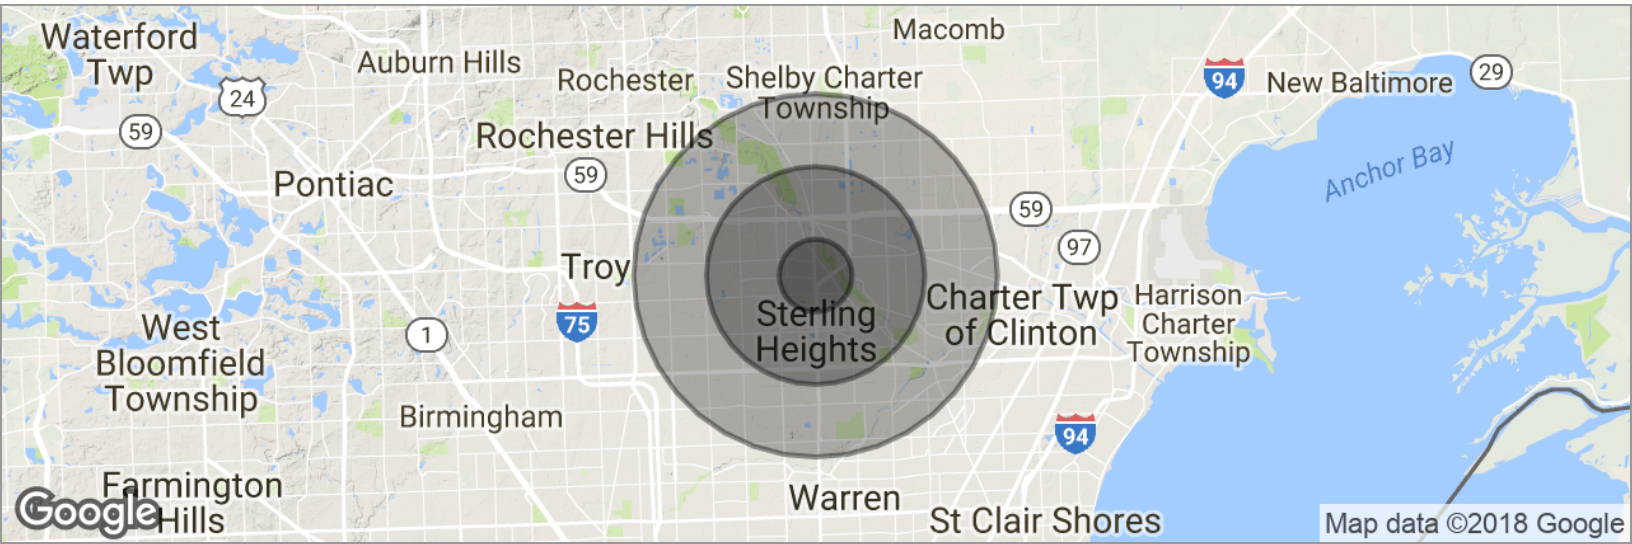 Macomb
Waterford
Twp
Auburn Hills
Rochester
Shelby Charter
Township
94
New Baltimore
29
24
59
Rochester Hills
Anchor Bay
Pontiac
59
59
97
Troy
75
Sterling
Heights
Charter Twp
of Clinton
Harrison
Charter
Township
West
Bloomfield
Township
1
Birmingham
94
Farmington
Hills
Google
Warren
St Clair Shores
Map data ©2018 Google